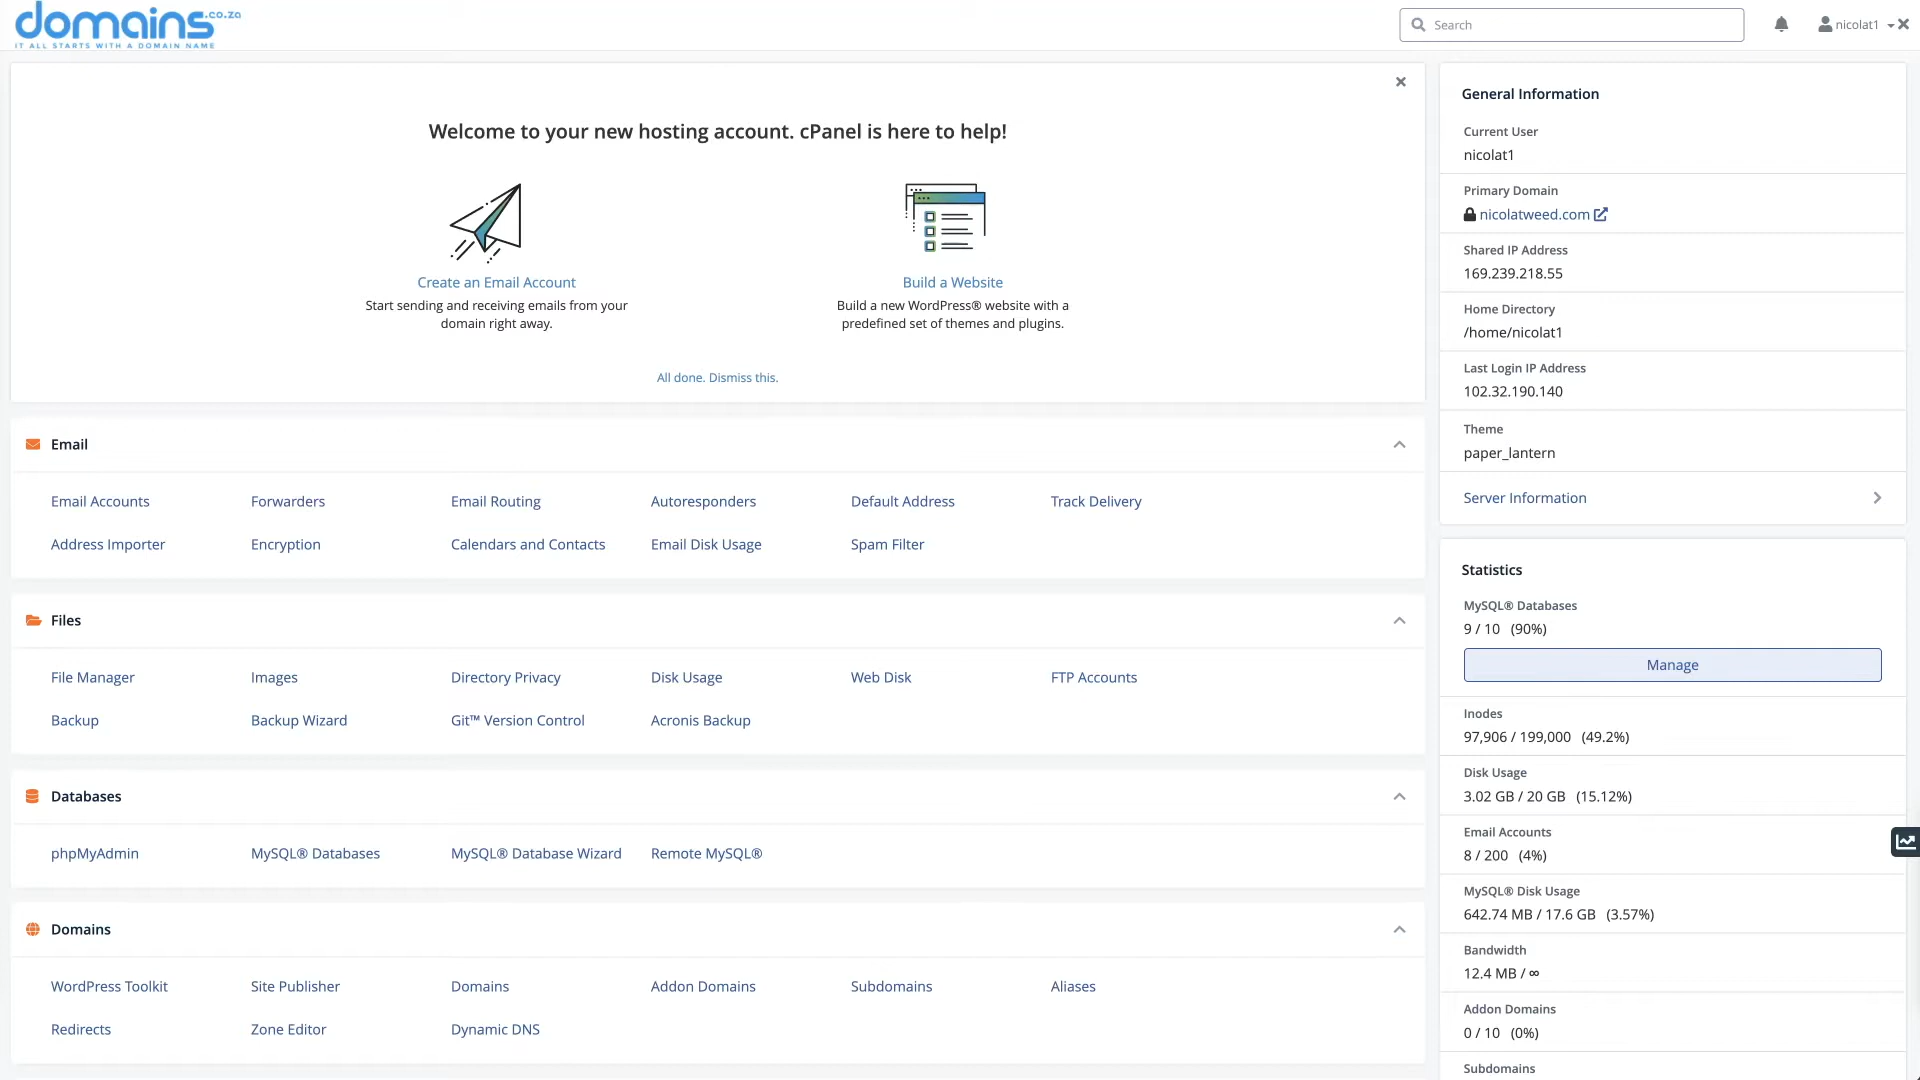 domains.co.za
IT ALL STARTS WITH A DOMAIN NAME
Search
nicolat1
Welcome to your new hosting account. cPanel is here to help!
Create an Email Account
Start sending and receiving emails from your
domain right away.
Build a Website
Build a new WordPress® website with a
predefined set of themes and plugins.
All done. Dismiss this.
Email
Email Accounts Forwarders Email Routing Autoresponders Default Address Track Delivery
Address Importer Encryption Calendars and Contacts Email Disk Usage Spam Filter
Files
File Manager Images Directory Privacy Disk Usage Web Disk FTP Accounts
Backup Backup Wizard Git™ Version Control Acronis Backup
Databases
phpMyAdmin MySQL® Databases MySQL® Database Wizard Remote MySQL®
Domains
WordPress Toolkit Site Publisher Domains Addon Domains Subdomains Aliases
Redirects Zone Editor Dynamic DNS
General Information
Current User
nicolat1
Primary Domain
nicolatweed.com
Shared IP Address
169.239.218.55
Home Directory
/home/nicolat1
Last Login IP Address
102.32.190.140
Theme
paper_lantern
Server Information
Statistics
MySQL® Databases
9 / 10 (90%)
Manage
Inodes
97,906 / 199,000 (49.2%)
Disk Usage
3.02 GB / 20 GB (15.12%)
Email Accounts
8 / 200 (4%)
MySQL® Disk Usage
642.74 MB / 17.6 GB (3.57%)
Bandwidth
12.4 MB / ∞
Addon Domains
0 / 10 (0%)
Subdomains